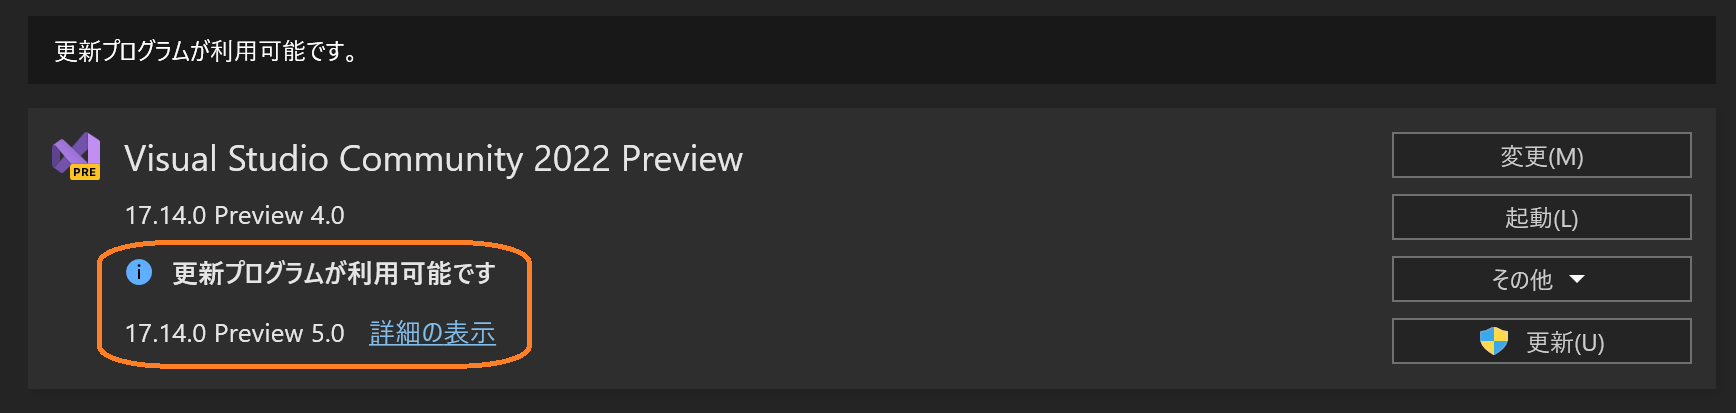 更新プログラムが利用可能です。
PRE
Visual Studio Community 2022 Preview
変更(M)
17.14.0 Preview 4.0
起動(L)
更新プログラムが利用可能です
その他
17.14.0 Preview 5.0 詳細の表示
更新(U)